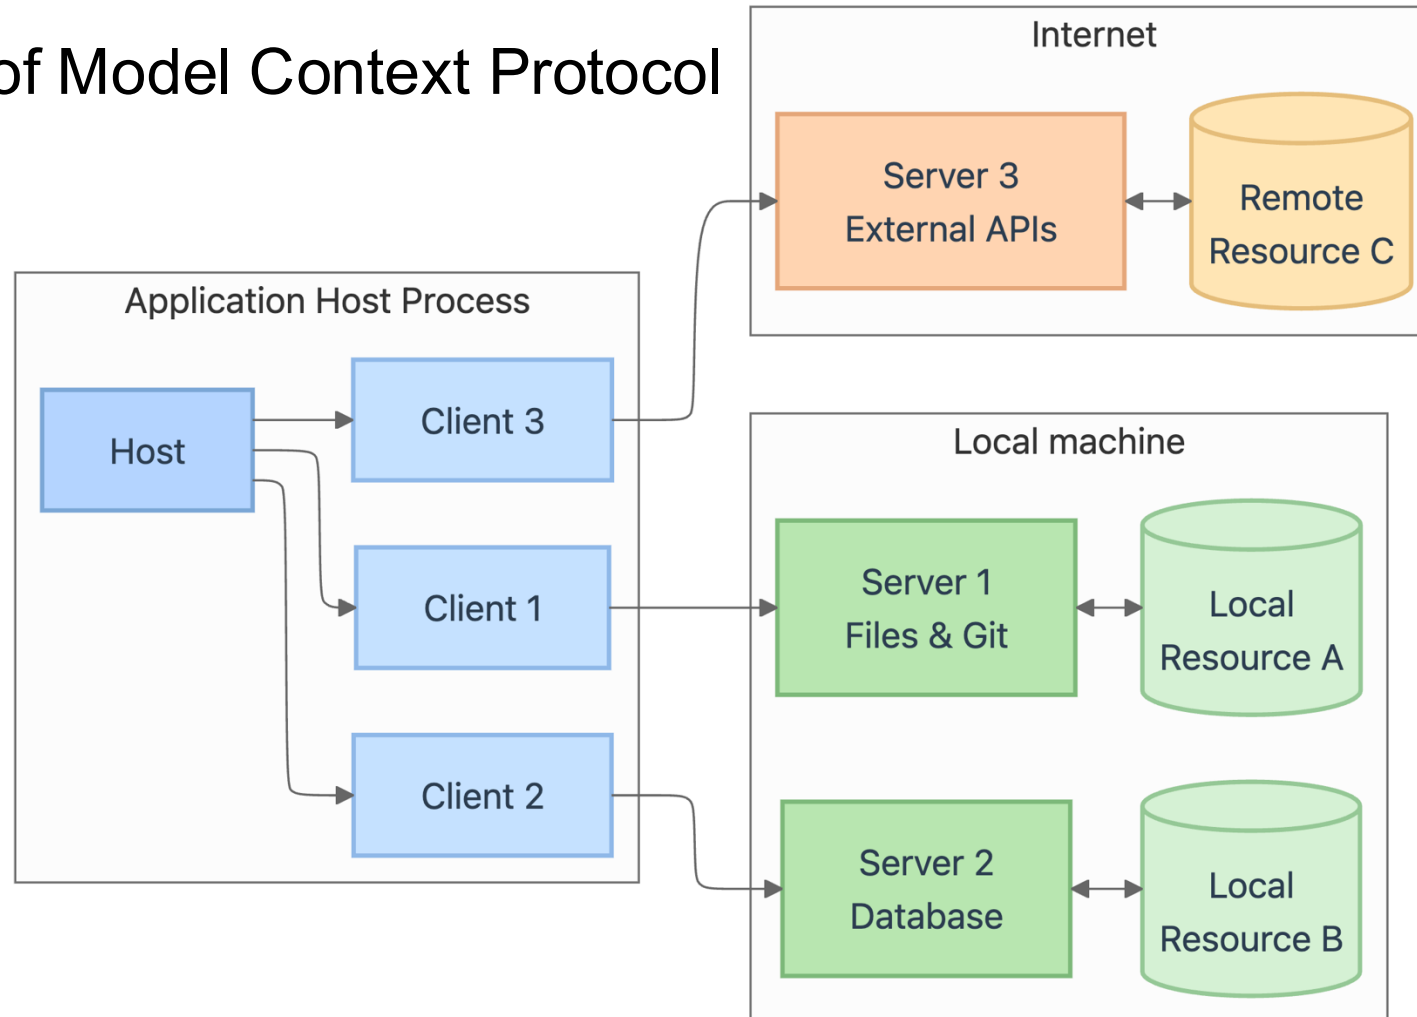 of Model Context Protocol
Internet
Server 3
External APIs
Remote
Resource C
Application Host Process
Host
Client 3
Client 1
Client 2
Local machine
Server 1
Files & Git
Local
Resource A
Server 2
Database
Local
Resource B